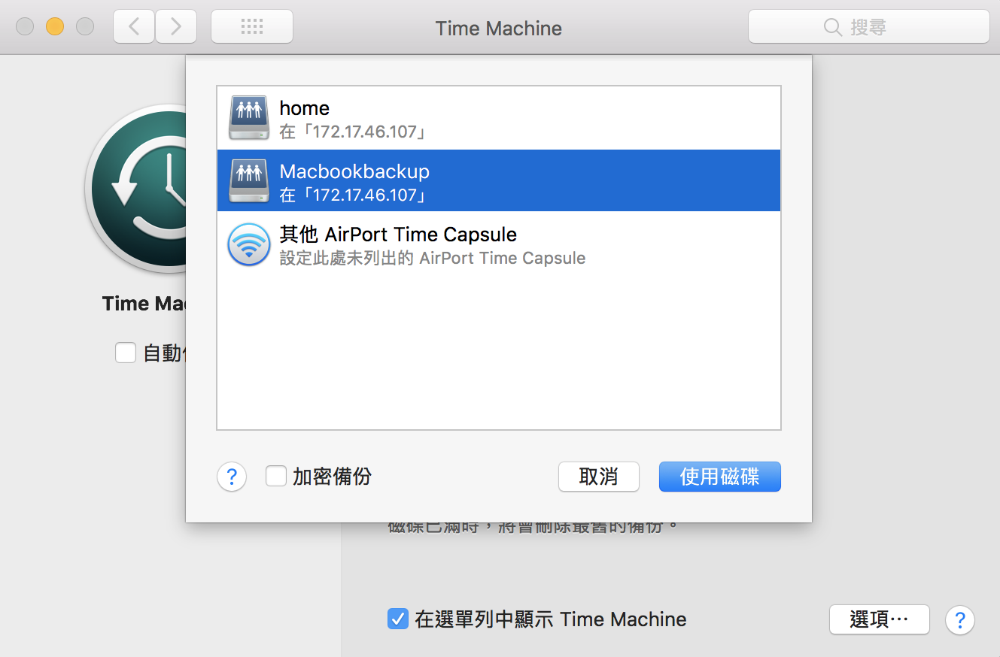 Time Machine
搜尋
home
在「172.17.46.107」
Macbookbackup
在「172.17.46.107」
其他 AirPort Time Capsule
設定此處未列出的 AirPort Time Capsule
Time Mac
自動
? 加密備份 取消 使用磁碟
磁碟已滿時，將會刪除最舊的備份。
在選單列中顯示 Time Machine 選項⋯ ?